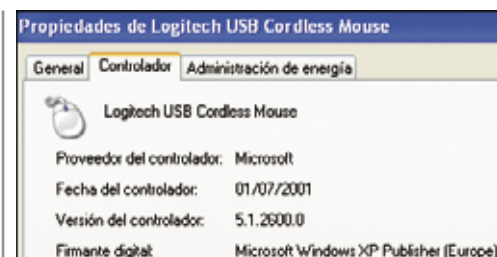 Propiedades de Logitech USB Cordless Mouse
General Controlador Administración de energía
Logitech USB Cordless Mouse
Proveedor del controlador: Microsoft
Fecha del controlador: 01/07/2001
Versión del controlador: 5.1.2600.0
Firmante digital: Microsoft Windows XP Publisher (Europe)